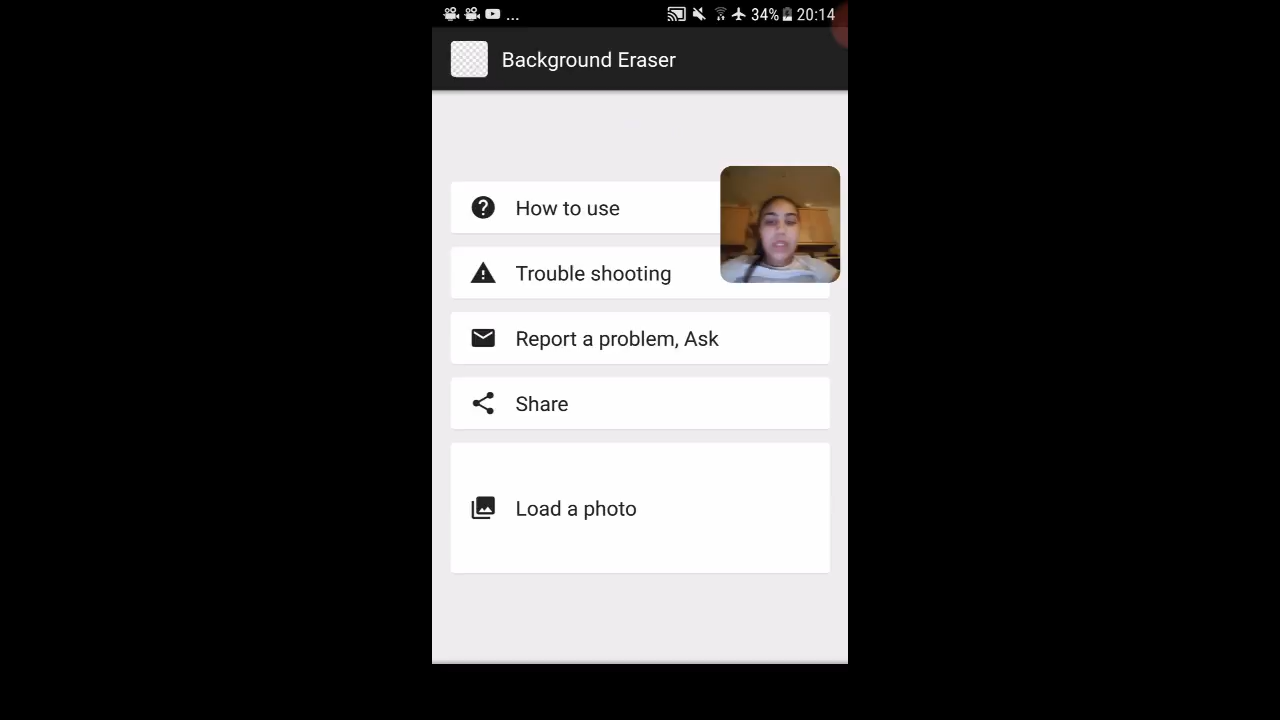 ... 34% 20:14
Background Eraser
How to use
Trouble shooting
Report a problem, Ask
Share
Load a photo